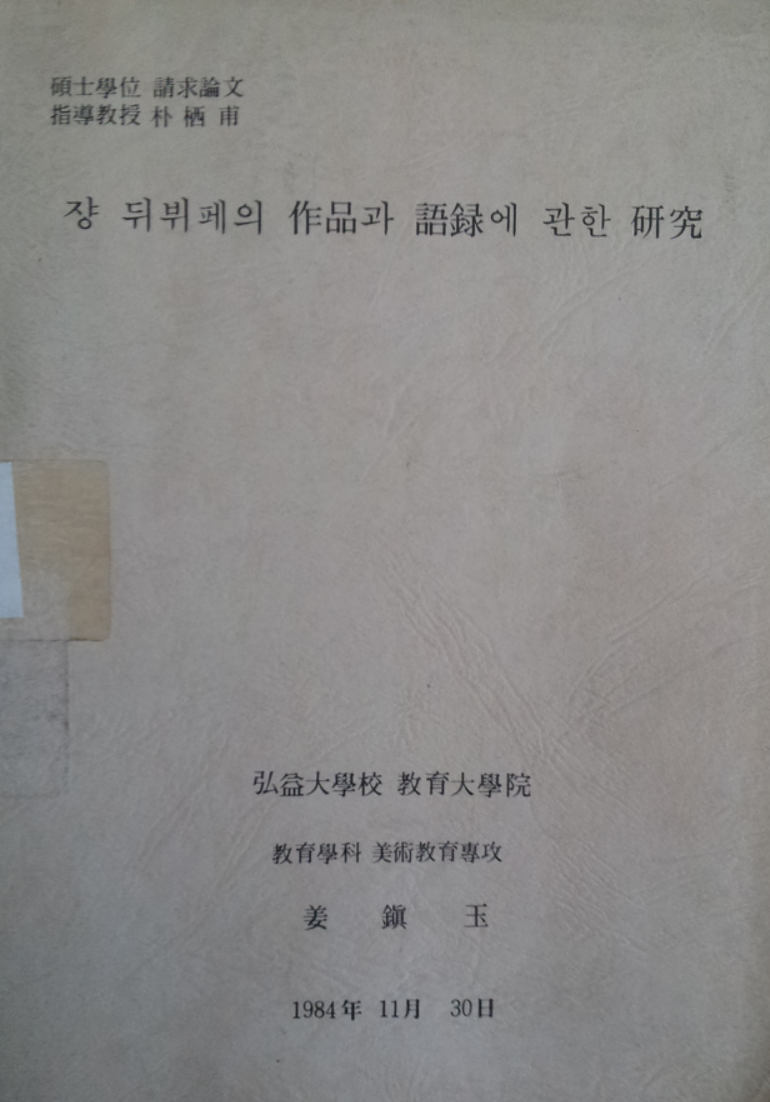 碩士學位 請求論文
指導教授 朴栖甫
쟝 뒤뷔페의 作品과 語録에 관한 研究
弘益大學校 教育大學院
教育學科 美術教育專攻
姜 鎭 玉
1984年 11月 30日